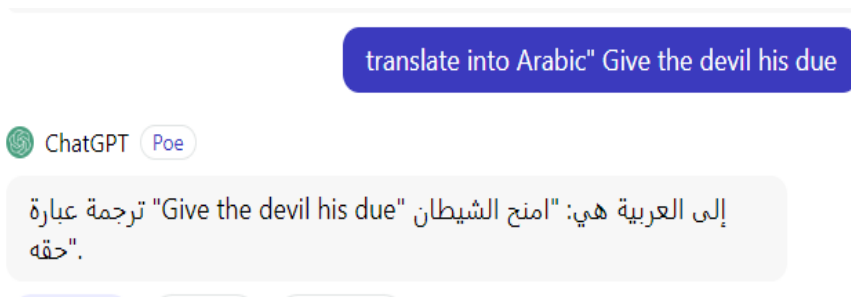 translate into Arabic" Give the devil his due
ChatGPT Poe
ترجمة عبارة "Give the devil his due" إلى العربية هي: "امنح الشيطان
حقه".